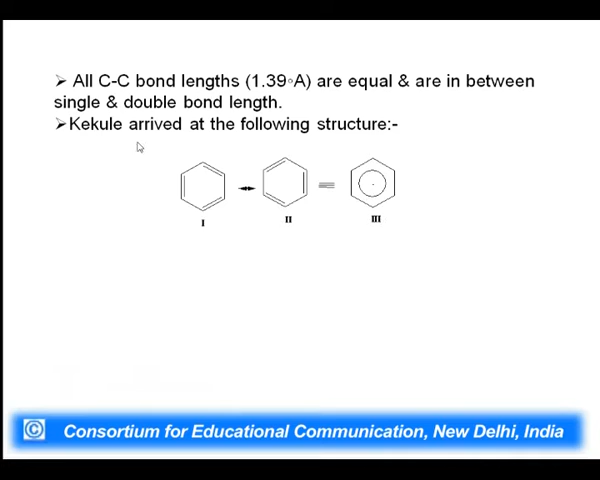 ➢ All C-C bond lengths (1.39◦A) are equal & are in between
single & double bond length.
➢Kekule arrived at the following structure:-
I II III
© Consortium for Educational Communication, New Delhi, India